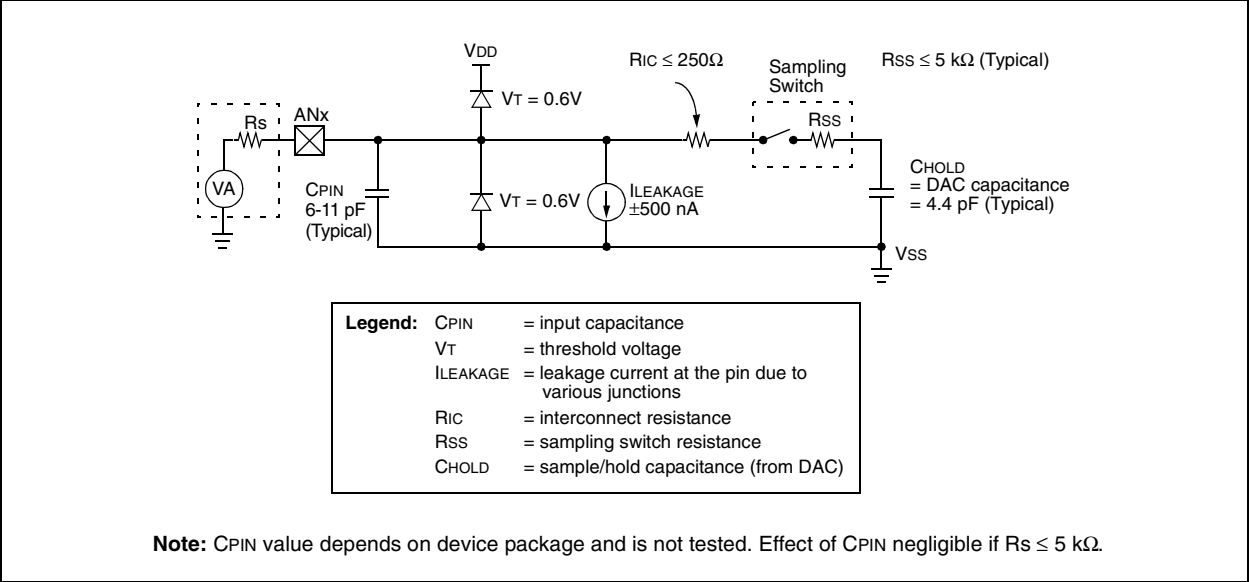 VDD
RIC ≤ 250Ω
Sampling
Switch
RSS ≤ 5 kΩ (Typical)
VT = 0.6V
Rs
ANx
RSS
VA
CPIN
6-11 pF
(Typical)
VT = 0.6V
ILEAKAGE
±500 nA
CHOLD
= DAC capacitance
= 4.4 pF (Typical)
VSS
Legend: CPIN = input capacitance
VT = threshold voltage
ILEAKAGE = leakage current at the pin due to
various junctions
RIC = interconnect resistance
RSS = sampling switch resistance
CHOLD = sample/hold capacitance (from DAC)
Note: CPIN value depends on device package and is not tested. Effect of CPIN negligible if Rs ≤ 5 kΩ.